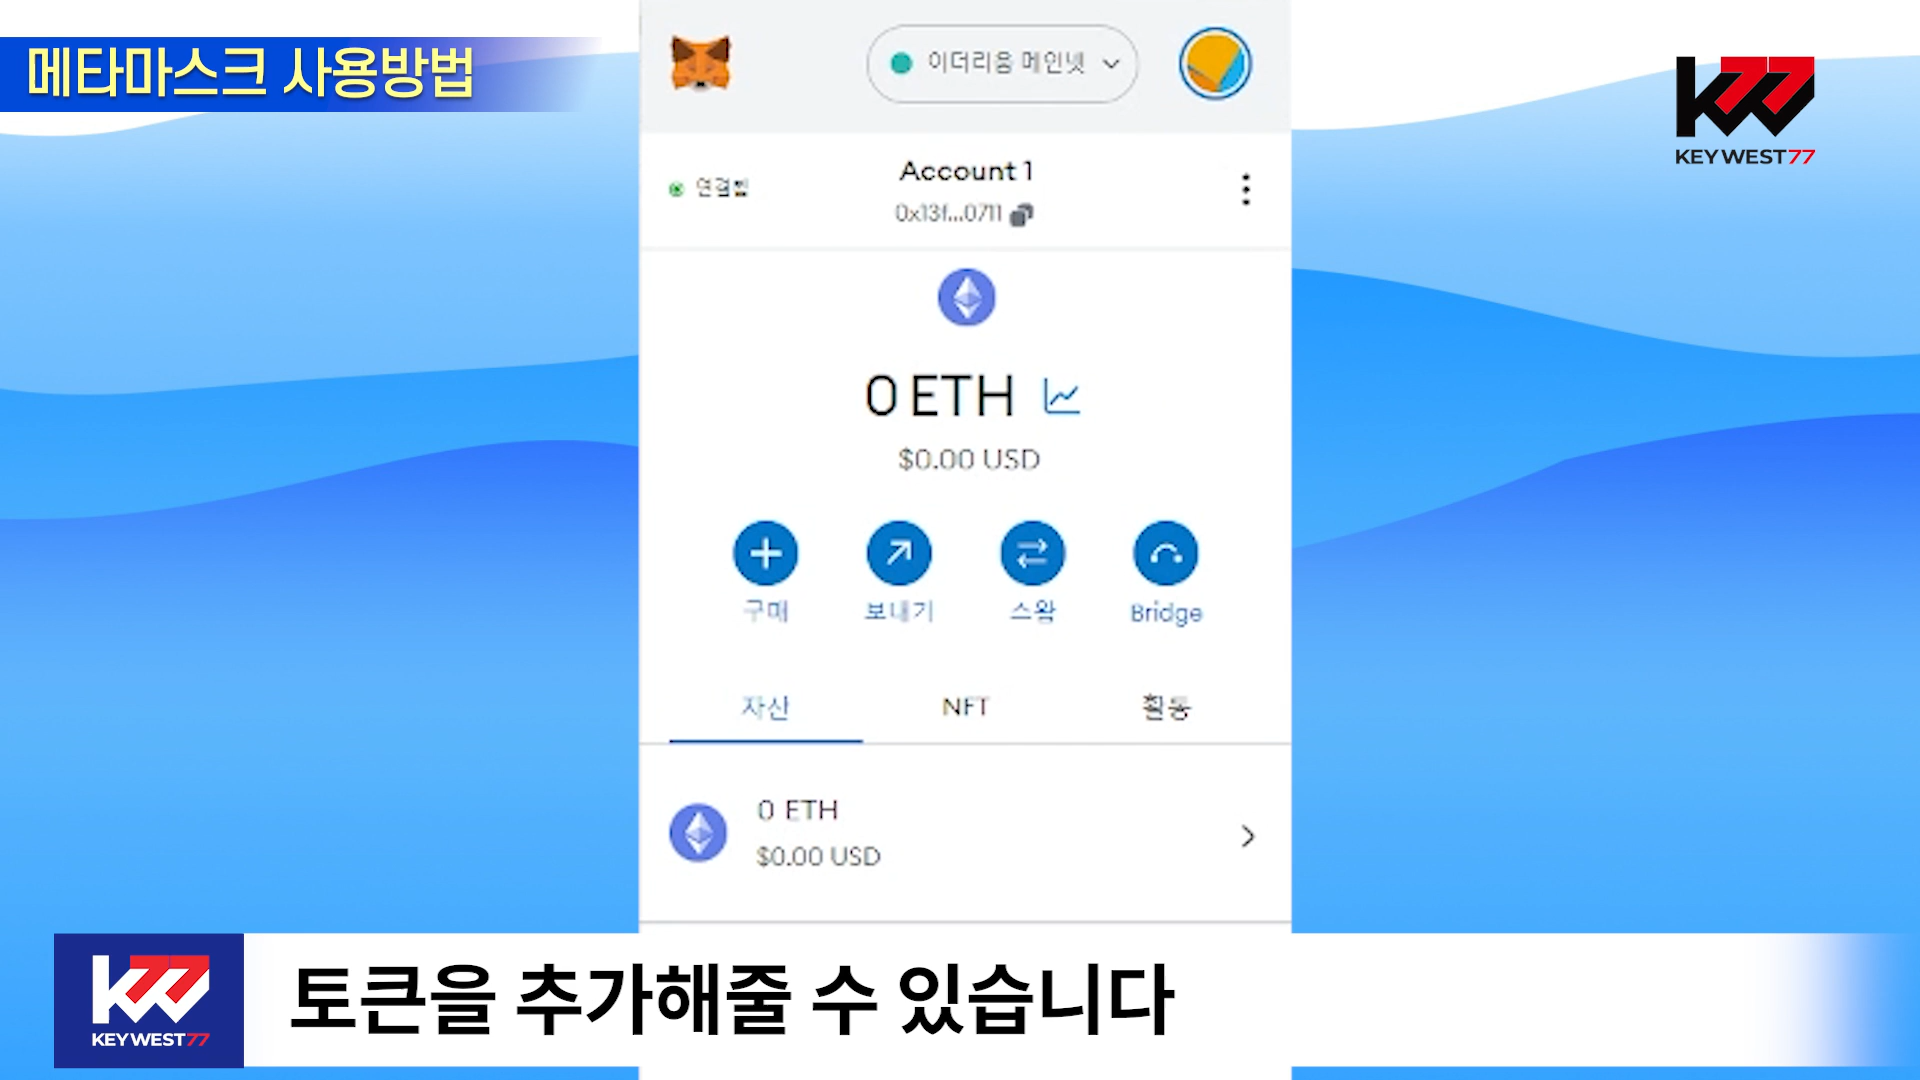 메타마스크 사용방법
이더리움 메인넷
KEYWEST77
연결됨
Account 1
0x13f...0711
0 ETH
$0.00 USD
구매
보내기
스왑
Bridge
자산
NFT
활동
0 ETH
$0.00 USD
토큰을 추가해줄 수 있습니다
KEYWEST77